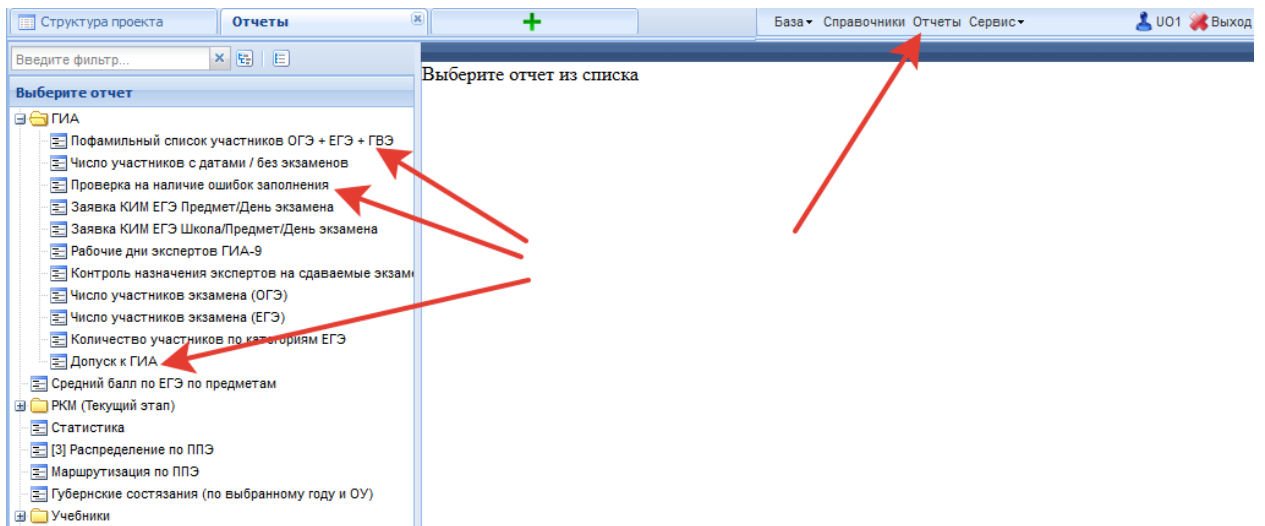 Структура проекта Отчеты База Справочники Отчеты Сервис UO1 Выход
Введите фильтр...
Выберите отчет из списка
Выберите отчет
ГИА
Пофамильный список участников ОГЭ + ЕГЭ + ГВЭ
Число участников с датами / без экзаменов
Проверка на наличие ошибок заполнения
Заявка КИМ ЕГЭ Предмет/День экзамена
Заявка КИМ ЕГЭ Школа/Предмет/День экзамена
Рабочие дни экспертов ГИА-9
Контроль назначения экспертов на сдаваемые экзам
Число участников экзамена (ОГЭ)
Число участников экзамена (ЕГЭ)
Количество участников по категориям ЕГЭ
Допуск к ГИА
Средний балл по ЕГЭ по предметам
РКМ (Текущий этап)
Статистика
[3] Распределение по ППЭ
Маршрутизация по ППЭ
Губернские состязания (по выбранному году и ОУ)
Учебники